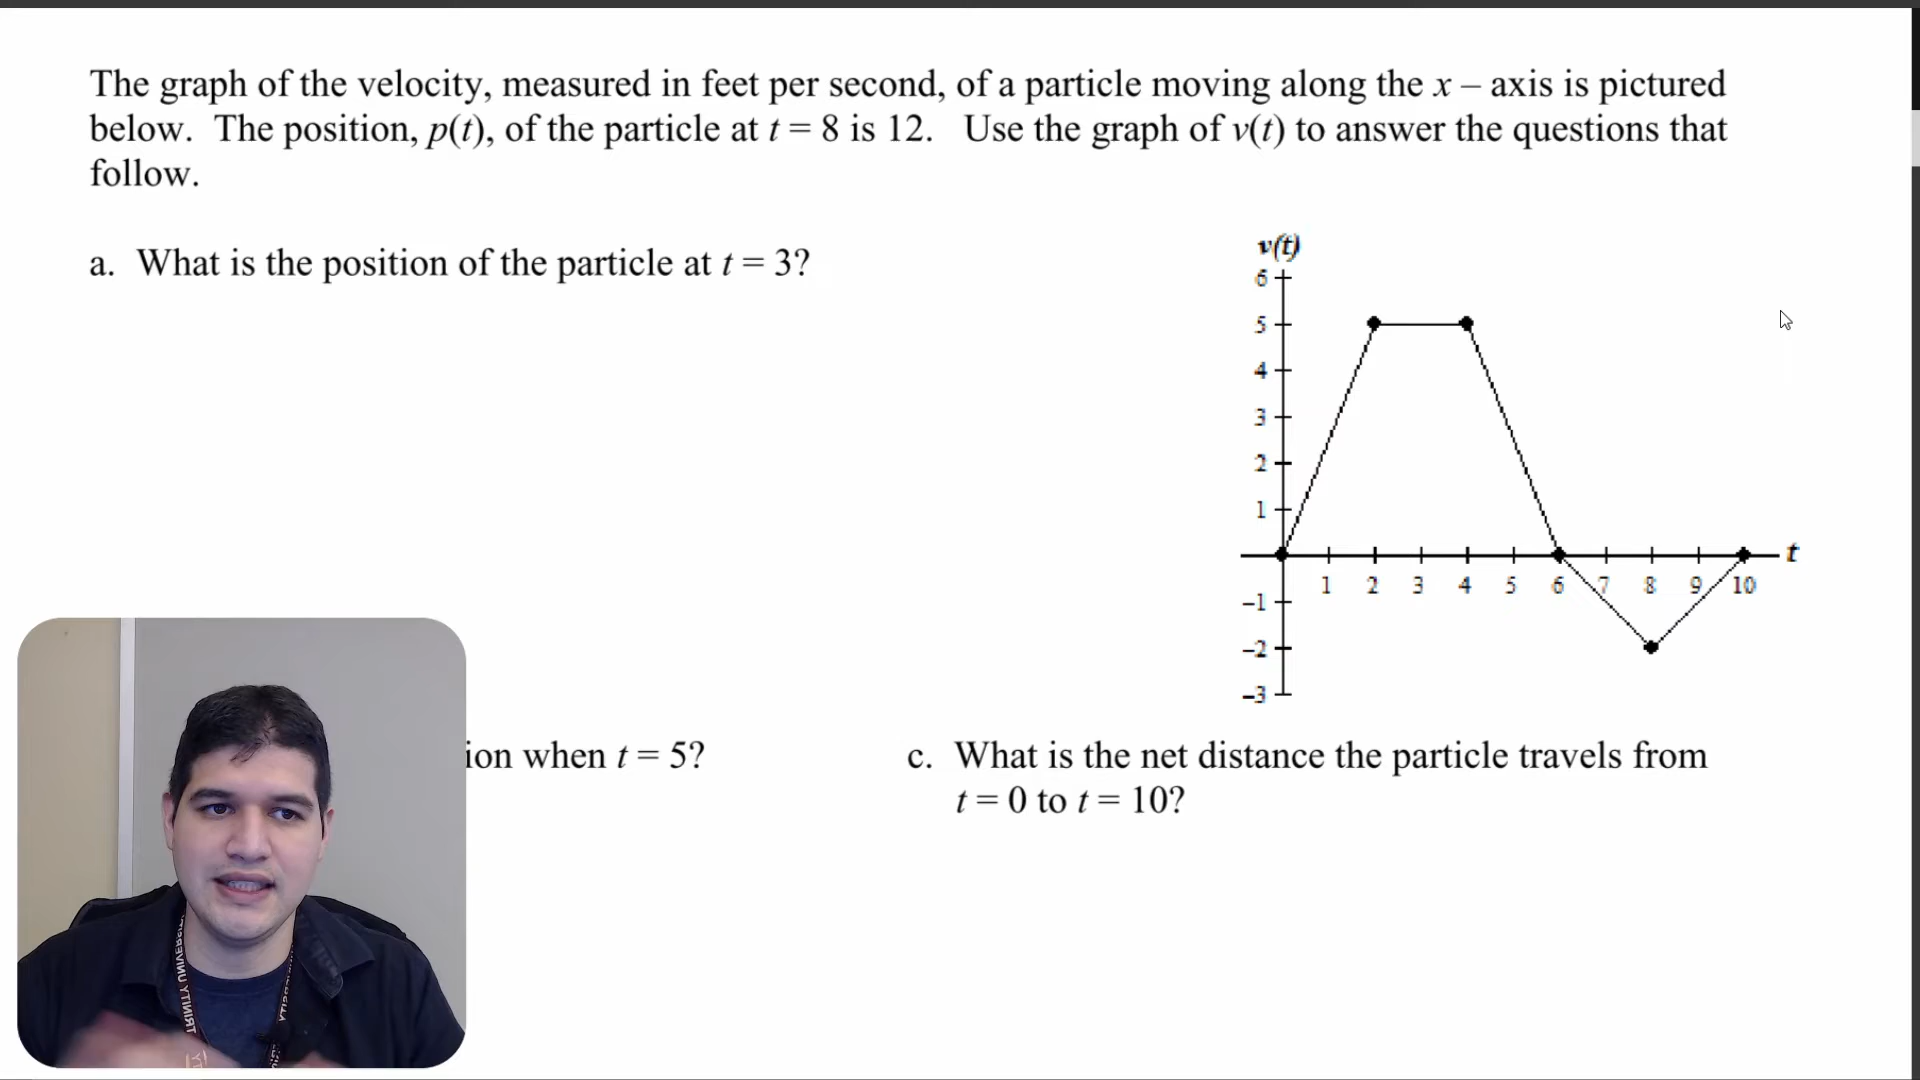 The graph of the velocity, measured in feet per second, of a particle moving along the x – axis is pictured
below. The position, p(t), of the particle at t = 8 is 12. Use the graph of v(t) to answer the questions that
follow.
a. What is the position of the particle at t = 3?
v(t)
6
5
4
3
2
1
t
1 2 3 4 5 6 7 8 9 10
–1
–2
–3
ion when t = 5?
c. What is the net distance the particle travels from
t = 0 to t = 10?
TRINITY UNIVERSITY